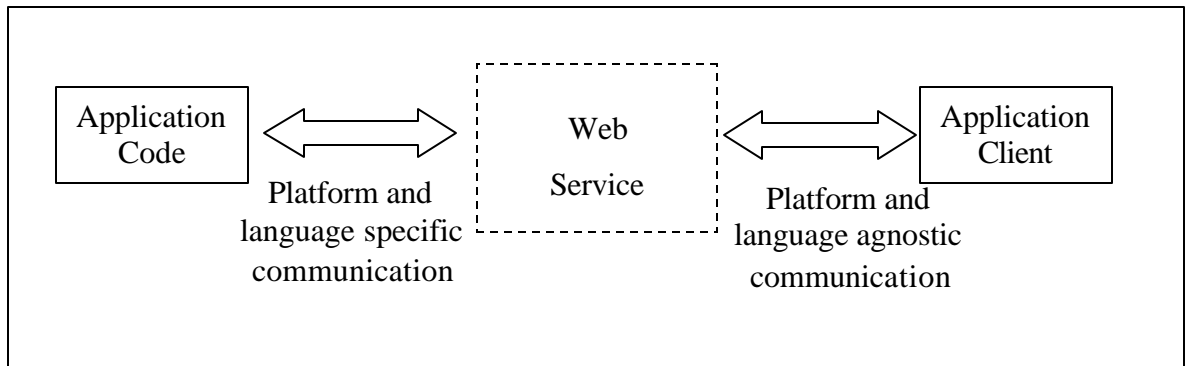 Application
Code
Platform and
language specific
communication
Web
Service
Platform and
language agnostic
communication
Application
Client